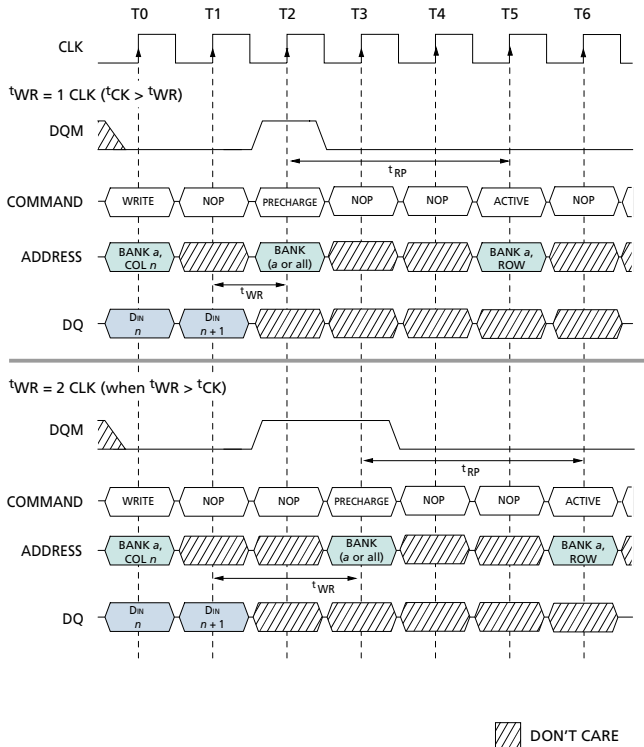 T0 T1 T2 T3 T4 T5 T6
CLK
tWR = 1 CLK (tCK > tWR)
DQM
tRP
COMMAND WRITE NOP PRECHARGE NOP NOP ACTIVE NOP
ADDRESS BANK a, COL n BANK (a or all) BANK a, ROW
tWR
DQ DIN n DIN n + 1
tWR = 2 CLK (when tWR > tCK)
DQM
tRP
COMMAND WRITE NOP NOP PRECHARGE NOP NOP ACTIVE
ADDRESS BANK a, COL n BANK (a or all) BANK a, ROW
tWR
DQ DIN n DIN n + 1
DON'T CARE